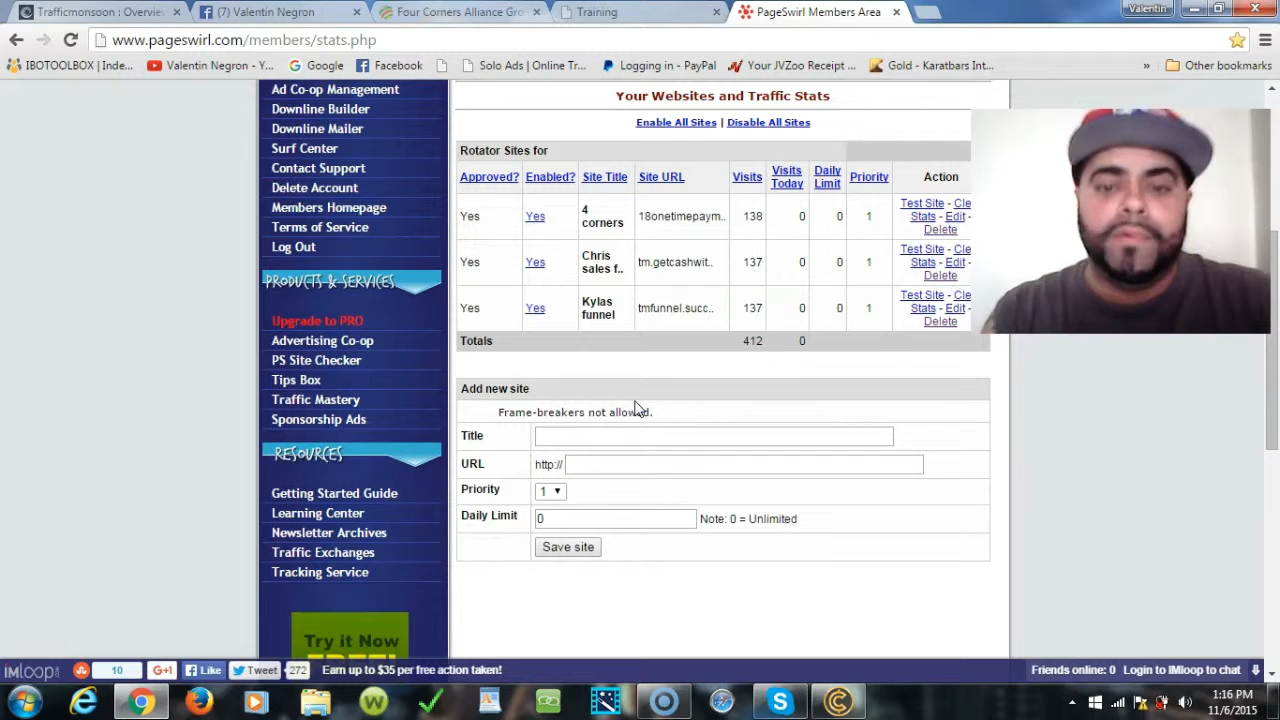 Trafficmonsoon : Overview
(7) Valentin Negron
Four Corners Alliance Gro
Training
PageSwirl Members Area
Valentin
www.pageswirl.com/members/stats.php
IBOTOOLBOX | Inde...
Valentin Negron - Y...
Google
Facebook
Solo Ads | Online Tr...
Logging in - PayPal
Your JVZoo Receipt ...
Gold - Karatbars Int...
»
Other bookmarks
Ad Co-op Management
Downline Builder
Downline Mailer
Surf Center
Contact Support
Delete Account
Members Homepage
Terms of Service
Log Out
PRODUCTS & SERVICES
Upgrade to PRO
Advertising Co-op
PS Site Checker
Tips Box
Traffic Mastery
Sponsorship Ads
RESOURCES
Getting Started Guide
Learning Center
Newsletter Archives
Traffic Exchanges
Tracking Service
Try it Now
Your Websites and Traffic Stats
Enable All Sites | Disable All Sites
Rotator Sites for
Approved? Enabled? Site Title Site URL Visits Visits Today Daily Limit Priority Action
Yes Yes 4 corners 18onetimepaym.. 138 0 0 1 Test Site - Cle
Stats - Edit -
Delete
Yes Yes Chris sales f.. tm.getcashwit.. 137 0 0 1 Test Site - Cle
Stats - Edit -
Delete
Yes Yes Kylas funnel tmfunnel.succ.. 137 0 0 1 Test Site - Cle
Stats - Edit -
Delete
Totals 412 0
Add new site
Frame-breakers not allowed.
Title
URL http://
Priority 1
Daily Limit 0 Note: 0 = Unlimited
Save site
imloop
10
+1
Like
Tweet
272
Earn up to $35 per free action taken!
Friends online: 0 Login to IMloop to chat
1:16 PM
11/6/2015